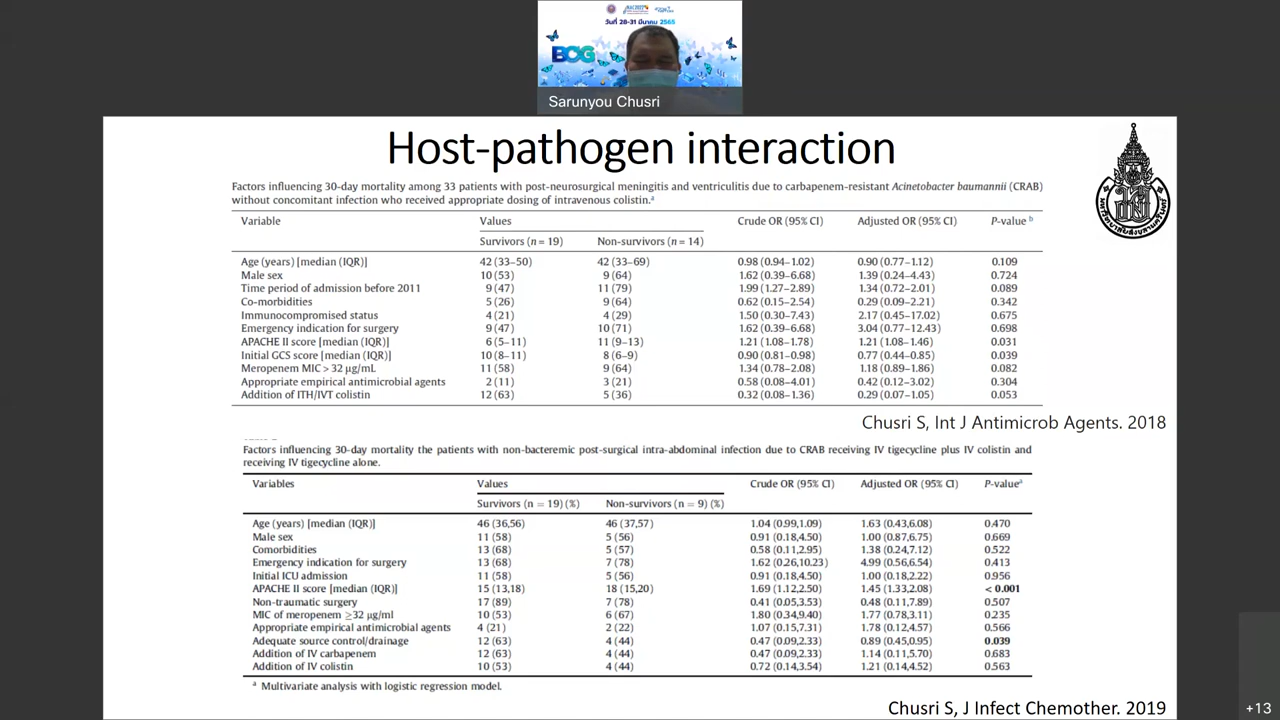 วันที่ 28-31 มีนาคม 2565
BCG
Sarunyou Chusri
Host-pathogen interaction
Factors influencing 30-day mortality among 33 patients with post-neurosurgical meningitis and ventriculitis due to carbapenem-resistant Acinetobacter baumannii (CRAB)
without concomitant infection who received appropriate dosing of intravenous colistin.a
Variable Values Crude OR (95% CI) Adjusted OR (95% CI) P-value b
Survivors (n = 19) Non-survivors (n = 14)
Age (years) [median (IQR)] 42 (33–50) 42 (33–69) 0.98 (0.94–1.02) 0.90 (0.77–1.12) 0.109
Male sex 10 (53) 9 (64) 1.62 (0.39–6.68) 1.39 (0.24–4.43) 0.724
Time period of admission before 2011 9 (47) 11 (79) 1.99 (1.27–2.89) 1.34 (0.72–2.01) 0.089
Co-morbidities 5 (26) 9 (64) 0.62 (0.15–2.54) 0.29 (0.09–2.21) 0.342
Immunocompromised status 4 (21) 4 (29) 1.50 (0.30–7.43) 2.17 (0.45–17.02) 0.675
Emergency indication for surgery 9 (47) 10 (71) 1.62 (0.39–6.68) 3.04 (0.77–12.43) 0.698
APACHE II score [median (IQR)] 6 (5–11) 11 (9–13) 1.21 (1.08–1.78) 1.21 (1.08–1.46) 0.031
Initial GCS score [median (IQR)] 10 (8–11) 8 (6–9) 0.90 (0.81–0.98) 0.77 (0.44–0.85) 0.039
Meropenem MIC > 32 µg/mL 11 (58) 9 (64) 1.34 (0.78–2.08) 1.18 (0.89–1.86) 0.082
Appropriate empirical antimicrobial agents 2 (11) 3 (21) 0.58 (0.08–4.01) 0.42 (0.12–3.02) 0.304
Addition of ITH/IVT colistin 12 (63) 5 (36) 0.32 (0.08–1.36) 0.29 (0.07–1.05) 0.053
Chusri S, Int J Antimicrob Agents. 2018
Factors influencing 30-day mortality the patients with non-bacteremic post-surgical intra-abdominal infection due to CRAB receiving IV tigecycline plus IV colistin and
receiving IV tigecycline alone.
Variables Values Crude OR (95% CI) Adjusted OR (95% CI) P-valuea
Survivors (n = 19) (%) Non-survivors (n = 9) (%)
Age (years) [median (IQR)] 46 (36,56) 46 (37,57) 1.04 (0.99,1.09) 1.63 (0.43,6.08) 0.470
Male sex 11 (58) 5 (56) 0.91 (0.18,4.50) 1.00 (0.87,6.75) 0.669
Comorbidities 13 (68) 5 (57) 0.58 (0.11,2.95) 1.38 (0.24,7.12) 0.522
Emergency indication for surgery 13 (68) 7 (78) 1.62 (0.26,10.23) 4.99 (0.56,6.54) 0.413
Initial ICU admission 11 (58) 5 (56) 0.91 (0.18,4.50) 1.00 (0.18,2.22) 0.956
APACHE II score [median (IQR)] 15 (13,18) 18 (15,20) 1.69 (1.12,2.50) 1.45 (1.33,2.08) < 0.001
Non-traumatic surgery 17 (89) 7 (78) 0.41 (0.05,3.53) 0.48 (0.11,7.89) 0.507
MIC of meropenem ≥32 µg/ml 10 (53) 6 (67) 1.80 (0.34,9.40) 1.77 (0.78,3.11) 0.235
Appropriate empirical antimicrobial agents 4 (21) 2 (22) 1.07 (0.15,7.31) 1.78 (0.12,4.57) 0.566
Adequate source control/drainage 12 (63) 4 (44) 0.47 (0.09,2.33) 0.89 (0.45,0.95) 0.039
Addition of IV carbapenem 12 (63) 4 (44) 0.47 (0.09,2.33) 1.14 (0.11,5.70) 0.683
Addition of IV colistin 10 (53) 4 (44) 0.72 (0.14,3.54) 1.21 (0.14,4.52) 0.563
a Multivariate analysis with logistic regression model.
Chusri S, J Infect Chemother. 2019
+13